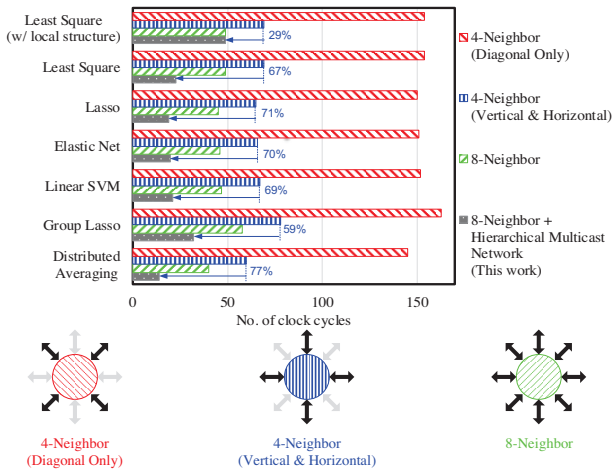 Least Square
(w/ local structure)
29%
Least Square
67%
Lasso
71%
Elastic Net
70%
Linear SVM
69%
Group Lasso
59%
Distributed
Averaging
77%
0
50
100
150
No. of clock cycles
4-Neighbor
(Diagonal Only)
4-Neighbor
(Vertical & Horizontal)
8-Neighbor
8-Neighbor +
Hierarchical Multicast
Network
(This work)
4-Neighbor
(Diagonal Only)
4-Neighbor
(Vertical & Horizontal)
8-Neighbor